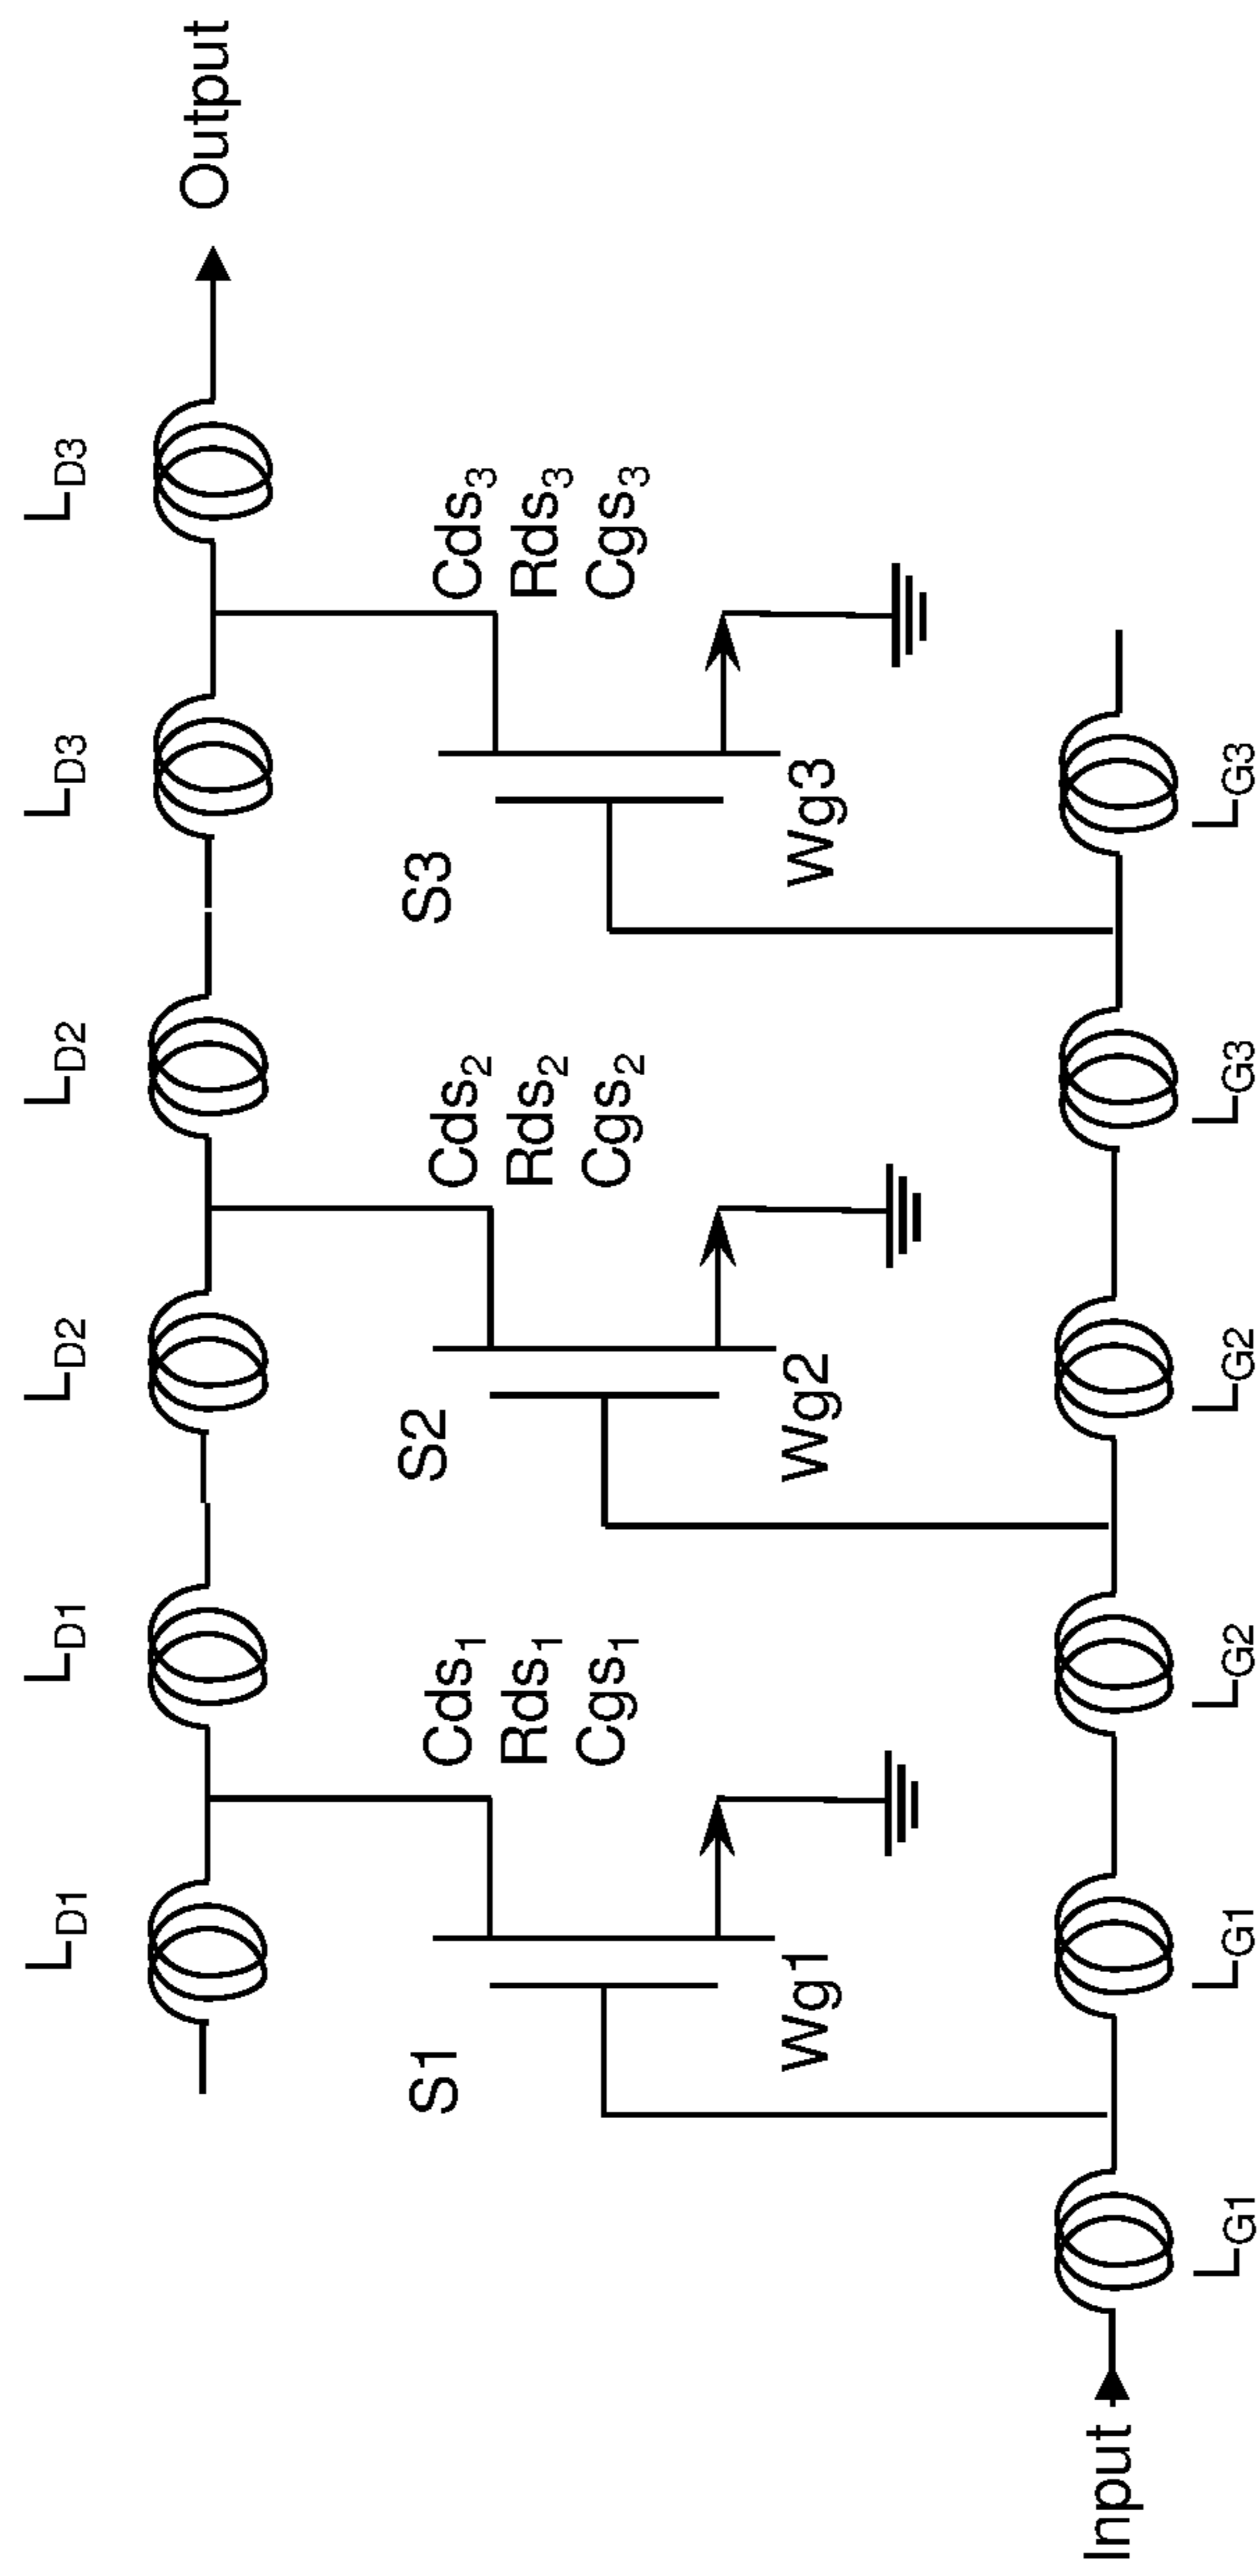 L_D1 L_D1 L_D2 L_D2 L_D3 L_D3
Output
S1
Cds_1
Rds_1
Cgs_1
Wg1
S2
Cds_2
Rds_2
Cgs_2
Wg2
S3
Cds_3
Rds_3
Cgs_3
Wg3
Input
L_G1 L_G1 L_G2 L_G2 L_G3 L_G3